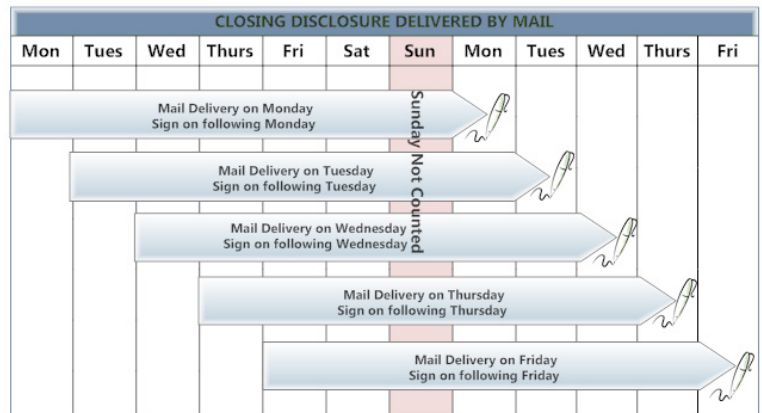 CLOSING DISCLOSURE DELIVERED BY MAIL
Mon Tues Wed Thurs Fri Sat Sun Mon Tues Wed Thurs Fri
Mail Delivery on Monday
Sign on following Monday
Sunday Not Counted
Mail Delivery on Tuesday
Sign on following Tuesday
Mail Delivery on Wednesday
Sign on following Wednesday
Mail Delivery on Thursday
Sign on following Thursday
Mail Delivery on Friday
Sign on following Friday